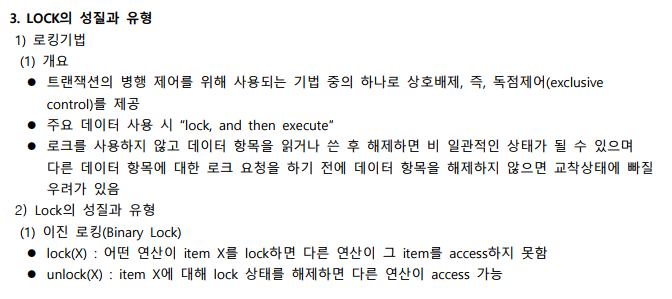 3. LOCK의 성질과 유형
1) 로킹기법
(1) 개요
● 트랜잭션의 병행 제어를 위해 사용되는 기법 중의 하나로 상호배제, 즉, 독점제어(exclusive
control)를 제공
● 주요 데이터 사용 시 “lock, and then execute“
● 로크를 사용하지 않고 데이터 항목을 읽거나 쓴 후 해제하면 비 일관적인 상태가 될 수 있으며
다른 데이터 항목에 대한 로크 요청을 하기 전에 데이터 항목을 해제하지 않으면 교착상태에 빠질
우려가 있음
2) Lock의 성질과 유형
(1) 이진 로킹(Binary Lock)
● lock(X) : 어떤 연산이 item X를 lock하면 다른 연산이 그 item를 access하지 못함
● unlock(X) : item X에 대해 lock 상태를 해제하면 다른 연산이 access 가능